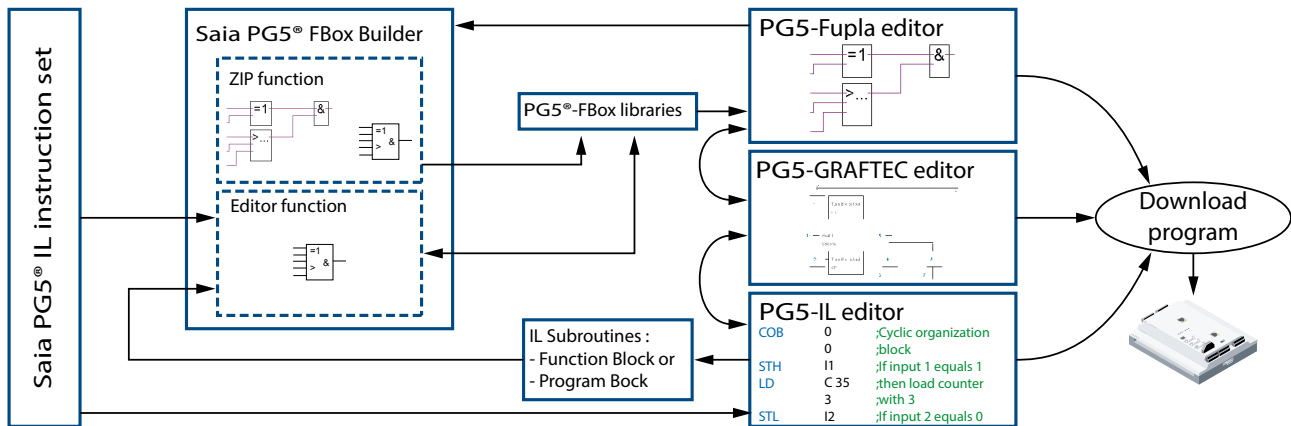 Saia PG5® IL instruction set
Saia PG5® FBox Builder
ZIP function
=1
&
>...
=1
&
>
Editor function
=1
&
>
PG5®-FBox libraries
IL Subroutines :
- Function Block or
- Program Bock
PG5-Fupla editor
=1
&
>...
PG5-GRAFTEC editor
PG5-IL editor
COB 0 ;Cyclic organization
0 ;block
STH I1 ;If input 1 equals 1
LD C 35 ;then load counter
3 ;with 3
STL I2 ;If input 2 equals 0
Download
program